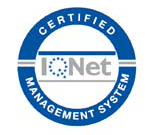 CERTIFIED
IQNet
MANAGEMENT SYSTEM